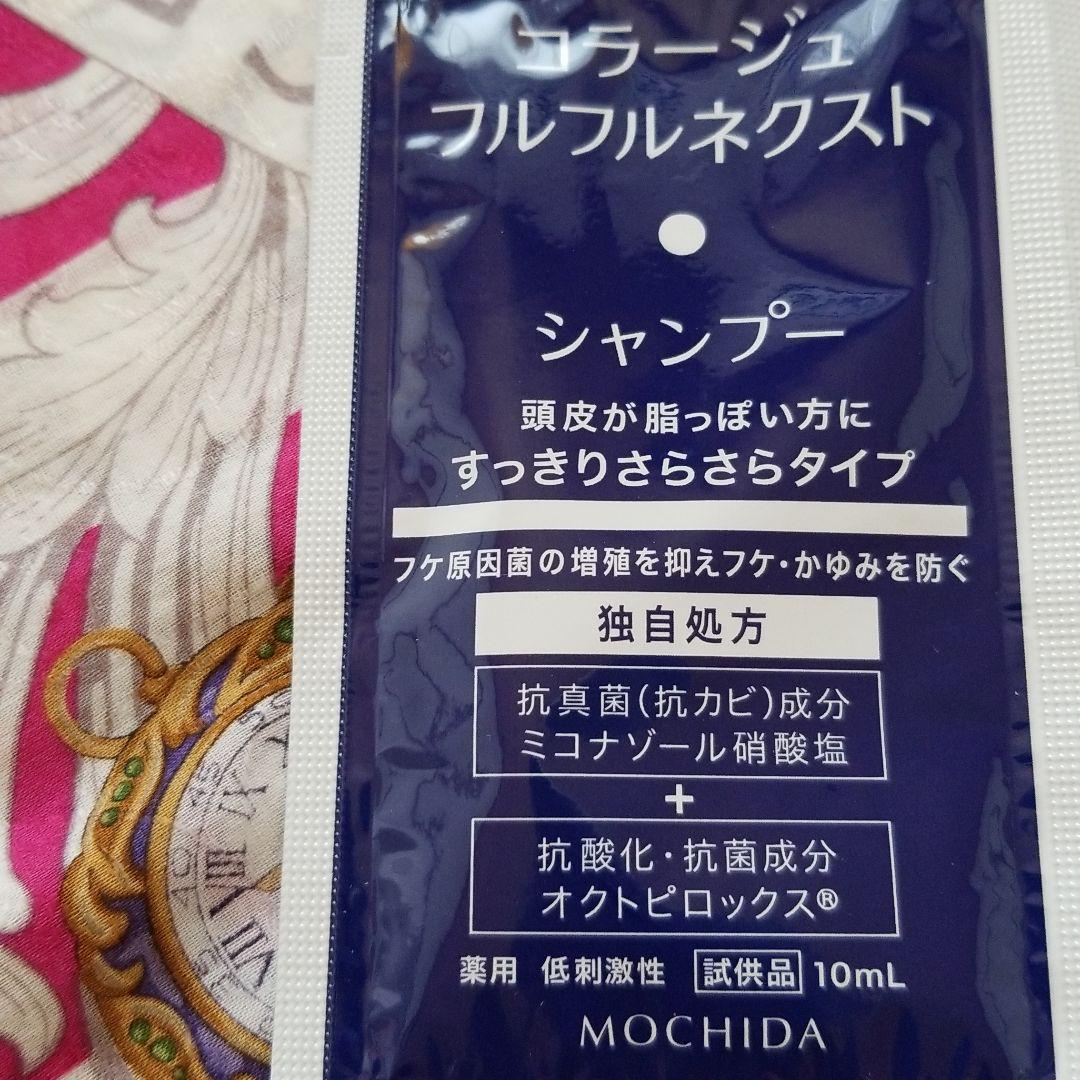 コラージュ
フルフルネクスト
シャンプー
頭皮が脂っぽい方に
すっきりさらさらタイプ
フケ原因菌の増殖を抑えフケ・かゆみを防ぐ
独自処方
抗真菌(抗カビ)成分
ミコナゾール硝酸塩
+
抗酸化・抗菌成分
オクトピロックス®
薬用 低刺激性 試供品 10mL
MOCHIDA
VIII
VII